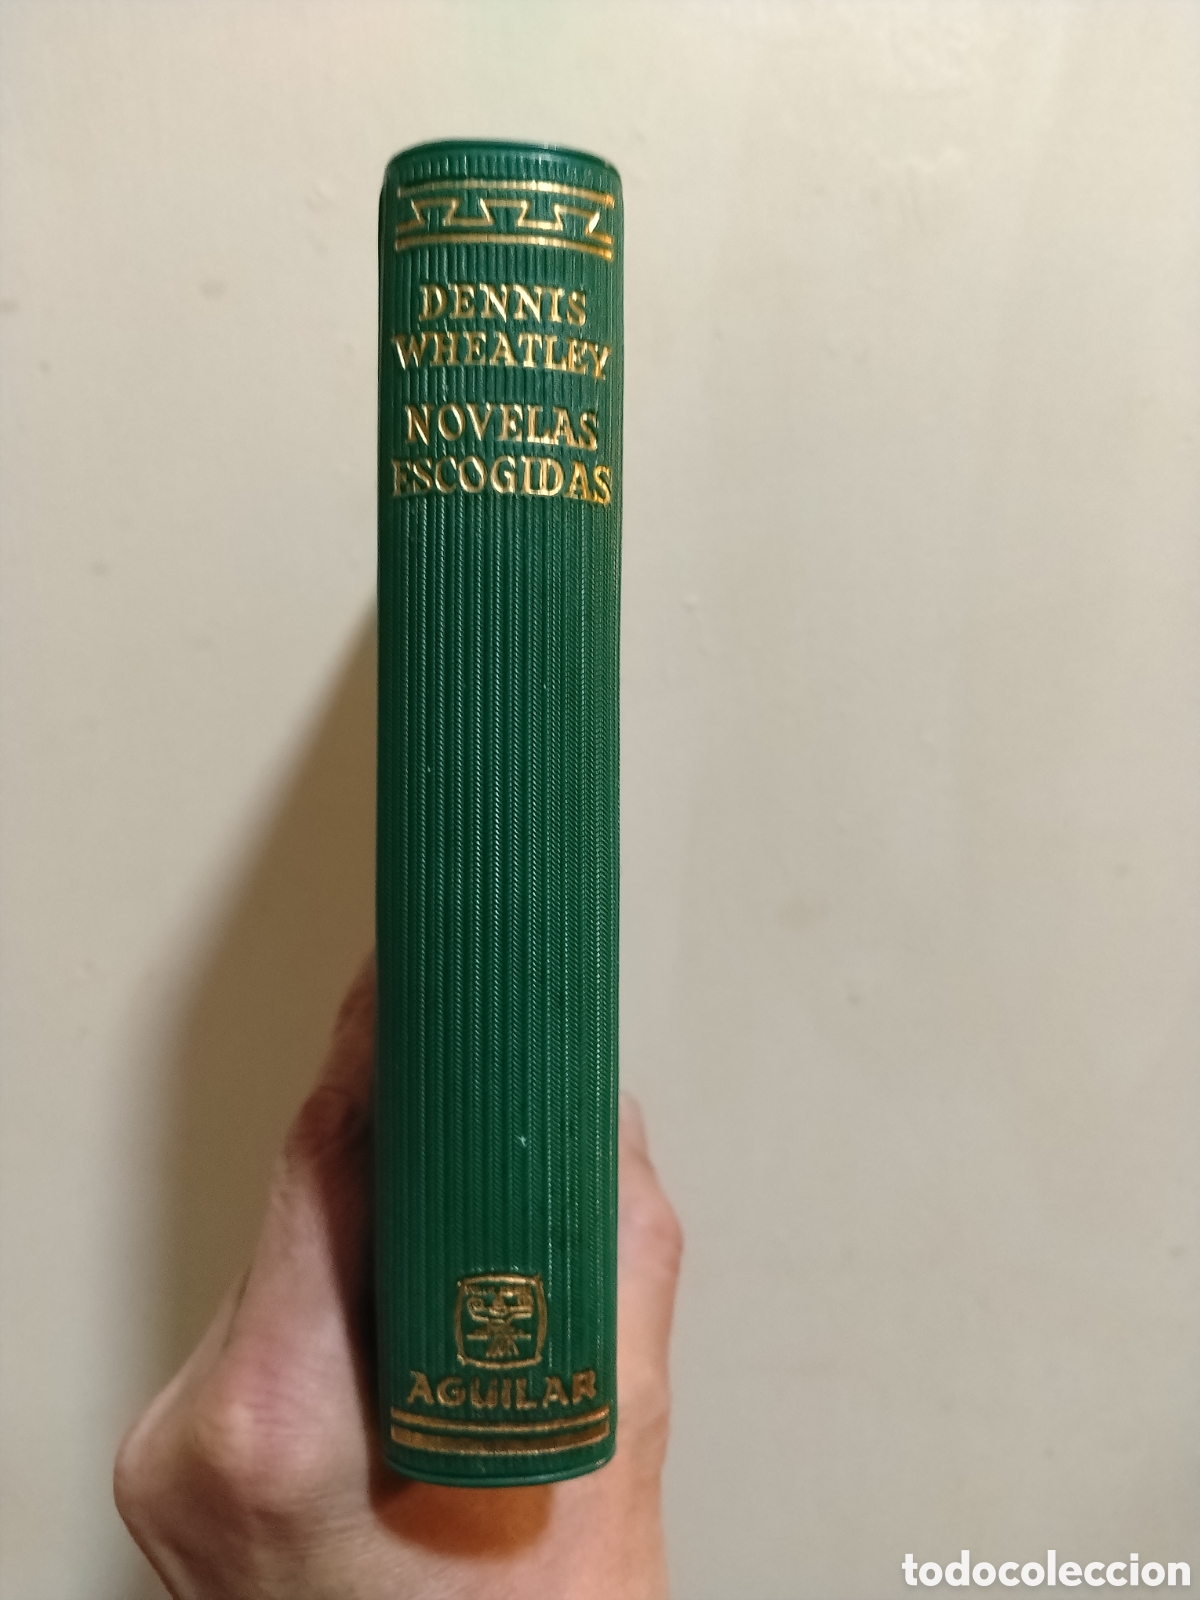 DENNIS
WHEATLEY
NOVELAS
ESCOGIDAS
AGUILAR
todocoleccion